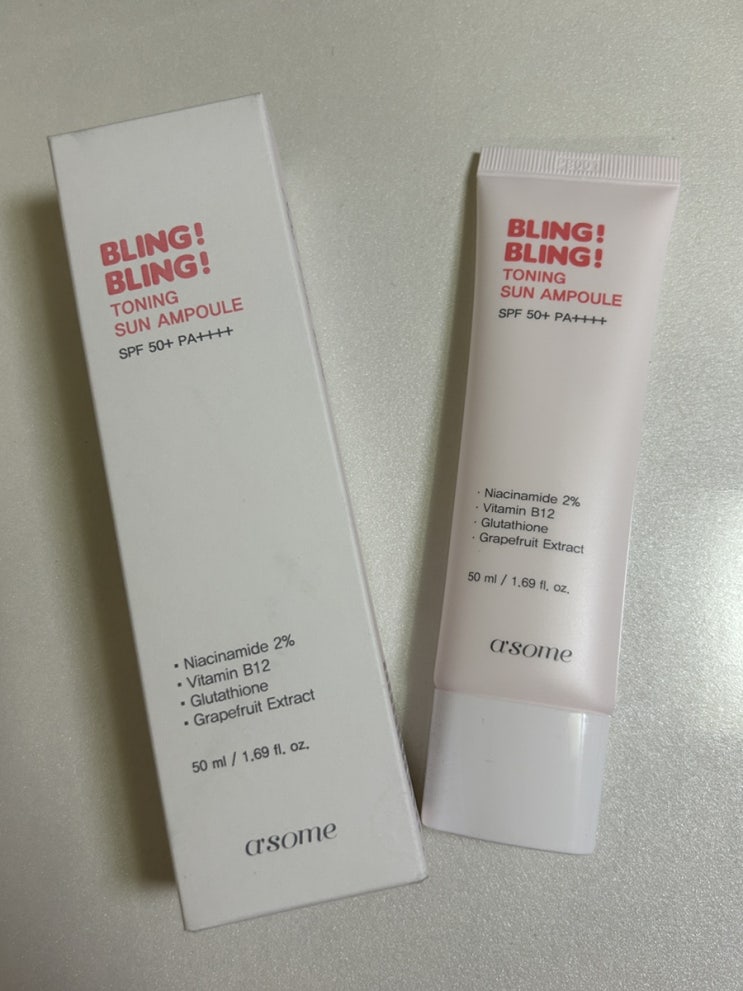 BLING!
BLING!
TONING
SUN AMPOULE
SPF 50+ PA++++
• Niacinamide 2%
• Vitamin B12
• Glutathione
• Grapefruit Extract
50 ml / 1.69 fl. oz.
a'some
BLING!
BLING!
TONING
SUN AMPOULE
SPF 50+ PA++++
· Niacinamide 2%
· Vitamin B12
· Glutathione
· Grapefruit Extract
50 ml / 1.69 fl. oz.
a'some